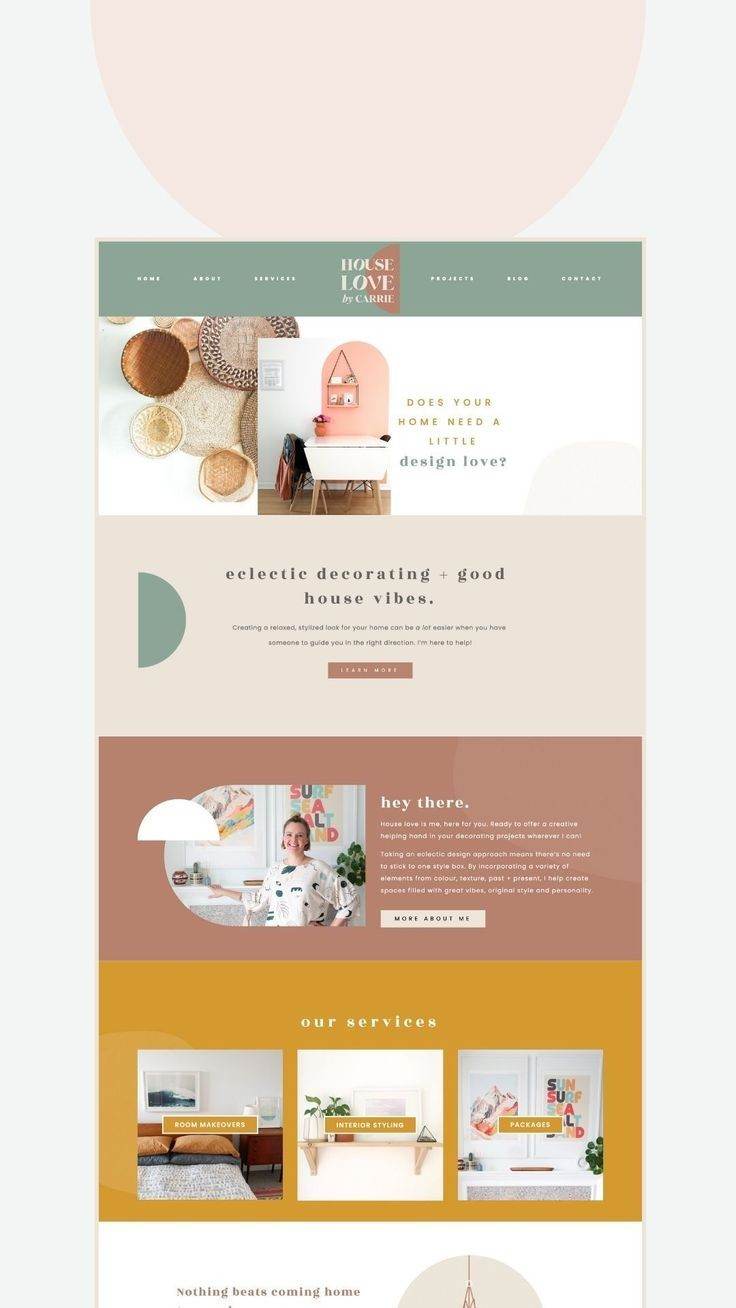 HOME
ABOUT
SERVICES
HOUSE
LOVE
by CARRIE
PROJECTS
BLOG
CONTACT
DOES YOUR
HOME NEED A
LITTLE
design love?
eclectic decorating + good
house vibes.
Creating a relaxed, stylized look for your home can be a lot easier when you have
someone to guide you in the right direction. I'm here to help!
LEARN MORE
SURF
SEA
SALT
AND
hey there.
House love is me, here for you. Ready to offer a creative
helping hand in your decorating projects wherever I can!
Taking an eclectic design approach means there's no need
to stick to one style box. By incorporating a variety of
elements from colour, texture, past + present, I help create
spaces filled with great vibes, original style and personality.
MORE ABOUT ME
our services
ROOM MAKEOVERS
INTERIOR STYLING
SUN
SURF
SEA
SALT
AND
PACKAGES
Nothing beats coming home